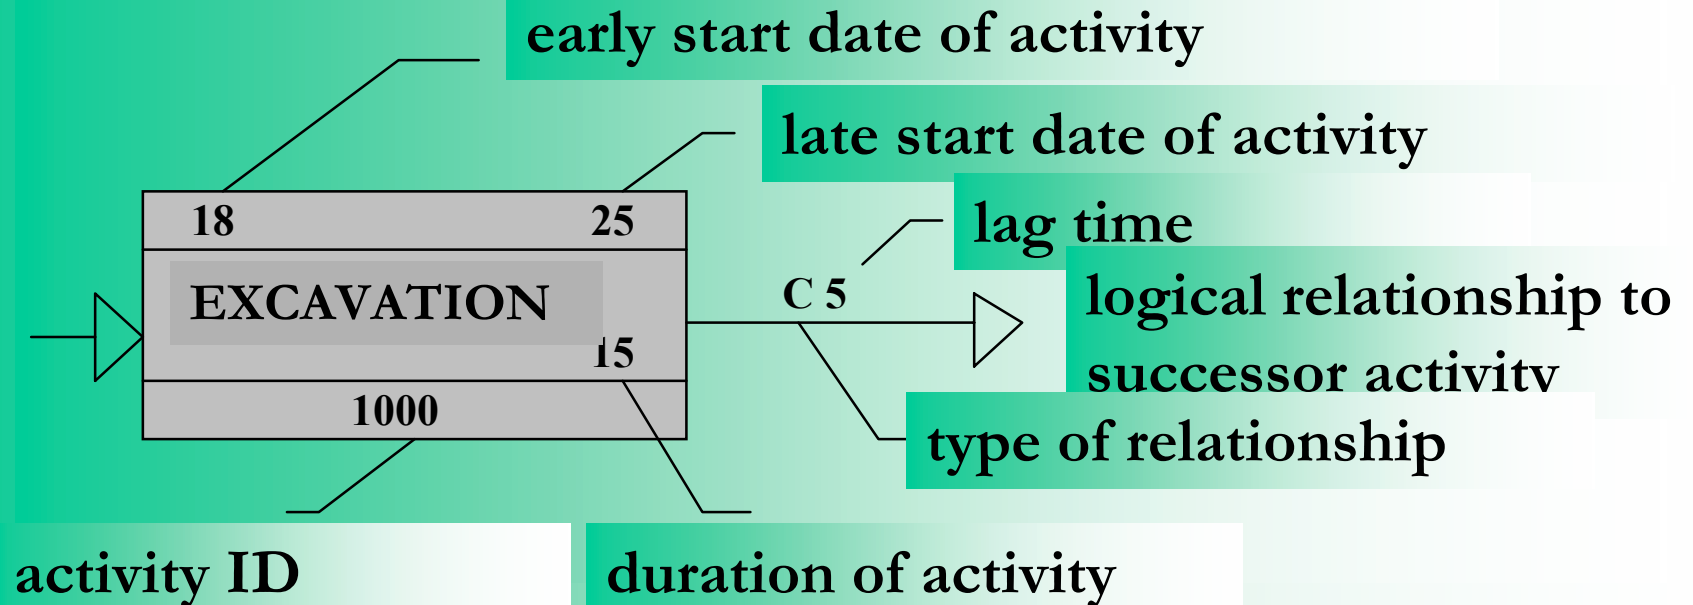 early start date of activity
late start date of activity
18 25
lag time
C 5
EXCAVATION
logical relationship to
15
successor activity
1000
type of relationship
activity ID
duration of activity